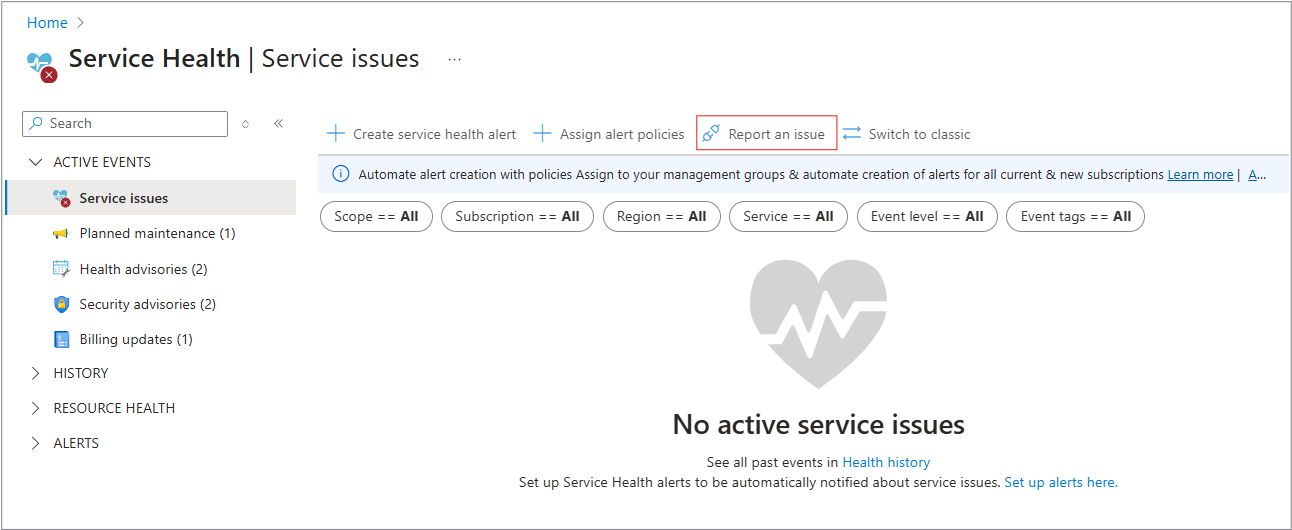 Home
Service Health | Service issues ...
Search
Create service health alert Assign alert policies Report an issue Switch to classic
ACTIVE EVENTS
Automate alert creation with policies Assign to your management groups & automate creation of alerts for all current & new subscriptions Learn more | A...
Service issues
Scope == All Subscription == All Region == All Service == All Event level == All Event tags == All
Planned maintenance (1)
Health advisories (2)
Security advisories (2)
Billing updates (1)
HISTORY
RESOURCE HEALTH
ALERTS
No active service issues
See all past events in Health history
Set up Service Health alerts to be automatically notified about service issues. Set up alerts here.